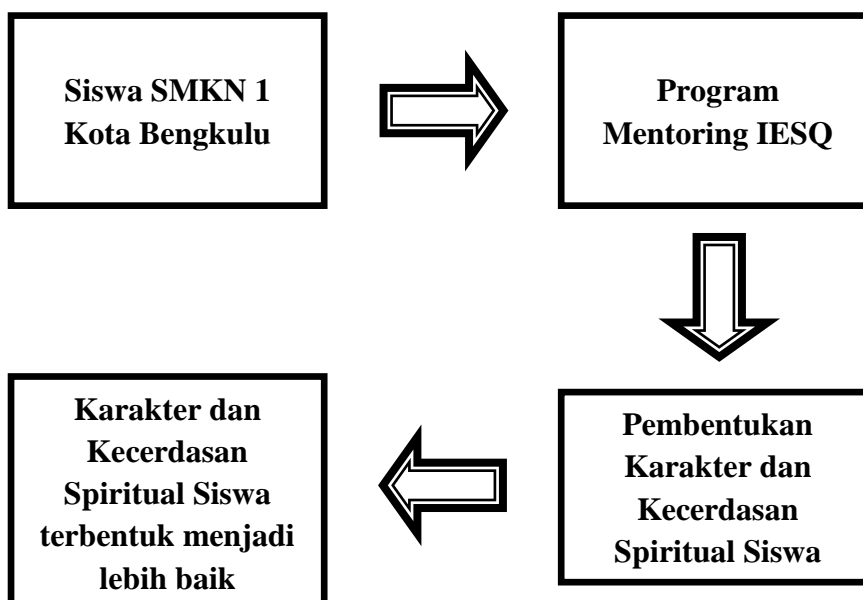 Siswa SMKN 1
Kota Bengkulu
Program
Mentoring IESQ
Pembentukan
Karakter dan
Kecerdasan
Spiritual Siswa
Karakter dan
Kecerdasan
Spiritual Siswa
terbentuk menjadi
lebih baik